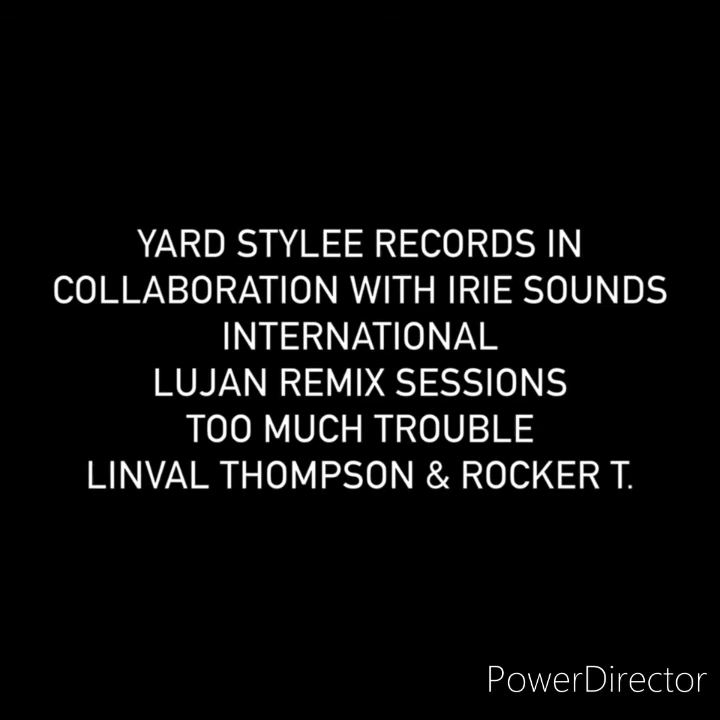 YARD STYLEE RECORDS IN
COLLABORATION WITH IRIE SOUNDS
INTERNATIONAL
LUJAN REMIX SESSIONS
TOO MUCH TROUBLE
LINVAL THOMPSON & ROCKER T.
PowerDirector